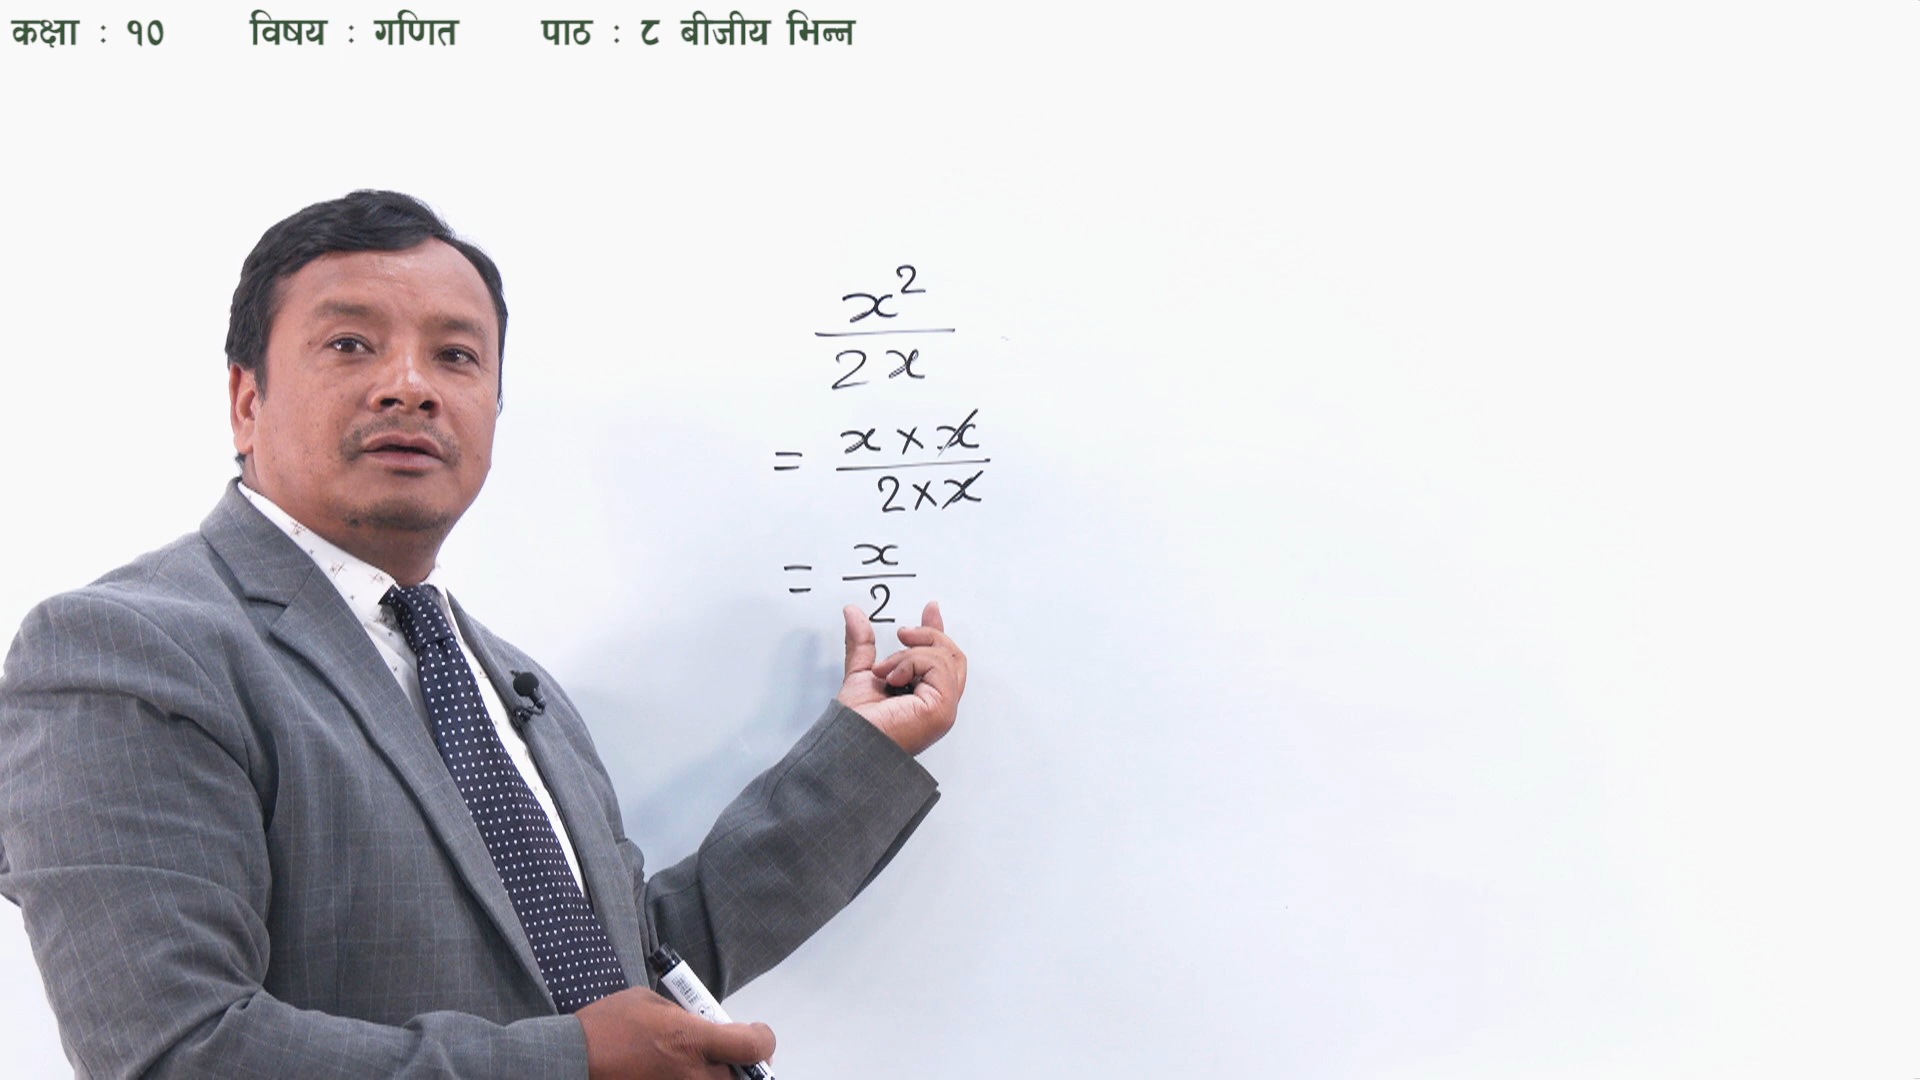 कक्षा : १०    विषय : गणित    पाठ : ८ बीजीय भिन्न
x²
2x
= x × x
2 × x
= x
2